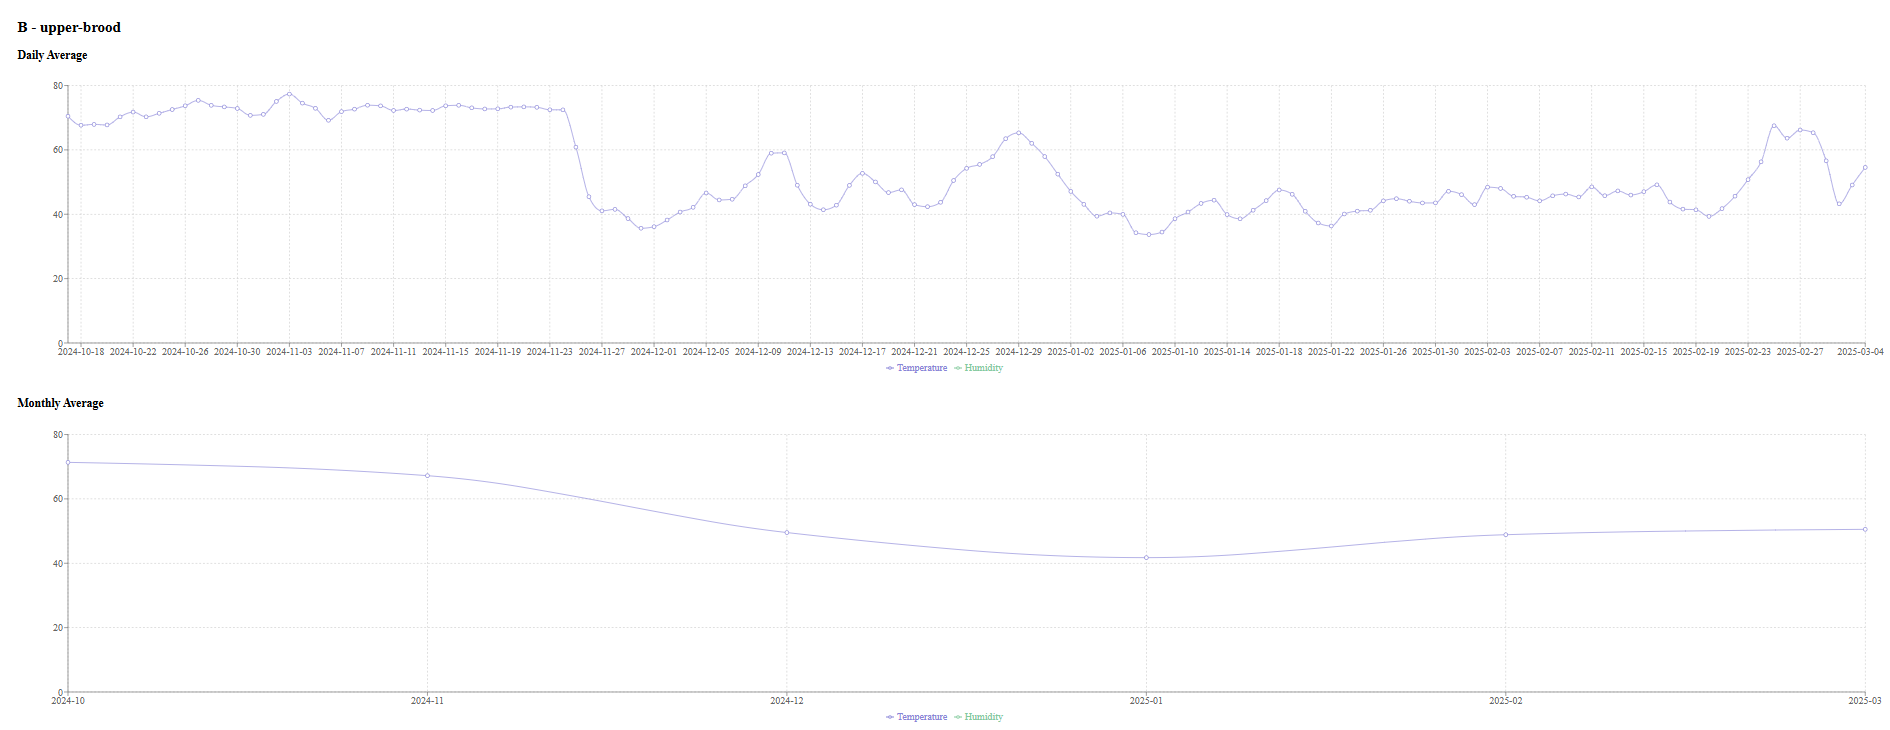 B - upper-brood
Daily Average
80
60
40
20
0
2024-10-18 2024-10-22 2024-10-26 2024-10-30 2024-11-03 2024-11-07 2024-11-11 2024-11-15 2024-11-19 2024-11-23 2024-11-27 2024-12-01 2024-12-05 2024-12-09 2024-12-13 2024-12-17 2024-12-21 2024-12-25 2024-12-29 2025-01-02 2025-01-06 2025-01-10 2025-01-14 2025-01-18 2025-01-22 2025-01-26 2025-01-30 2025-02-03 2025-02-07 2025-02-11 2025-02-15 2025-02-19 2025-02-23 2025-02-27 2025-03-04
Temperature Humidity
Monthly Average
80
60
40
20
0
2024-10 2024-11 2024-12 2025-01 2025-02 2025-03
Temperature Humidity